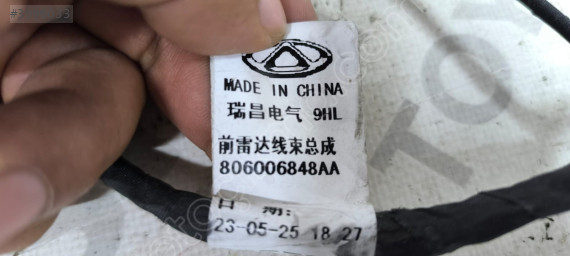 MADE IN CHINA
瑞昌电气 9HL
前雷达线束总成
806006848AA
日 期:
23-05-25 18 27